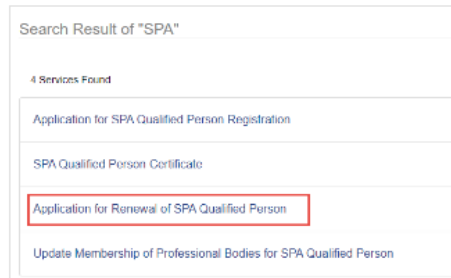 Search Result of "SPA"
4 Services Found
Application for SPA Qualified Person Registration
SPA Qualified Person Certificate
Application for Renewal of SPA Qualified Person
Update Membership of Professional Bodies for SPA Qualified Person